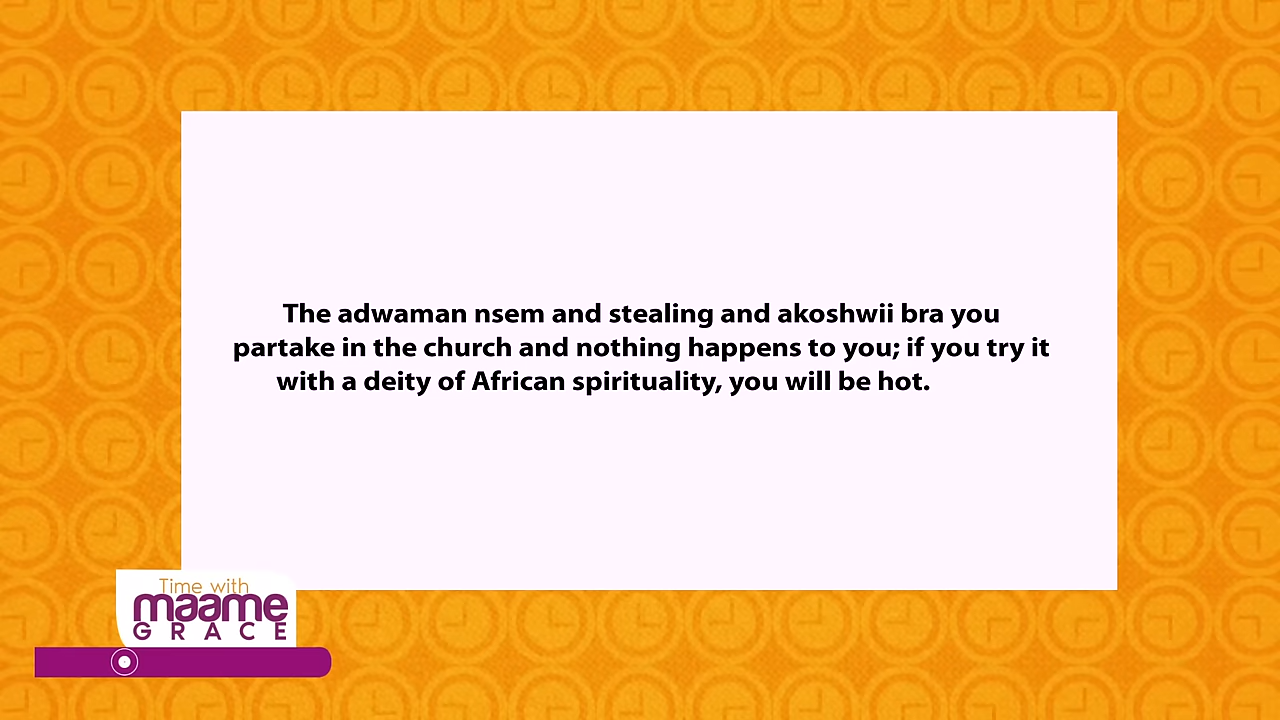 The adwaman nsem and stealing and akoshwii bra you
partake in the church and nothing happens to you; if you try it
with a deity of African spirituality, you will be hot.
Time with
maame
GRACE